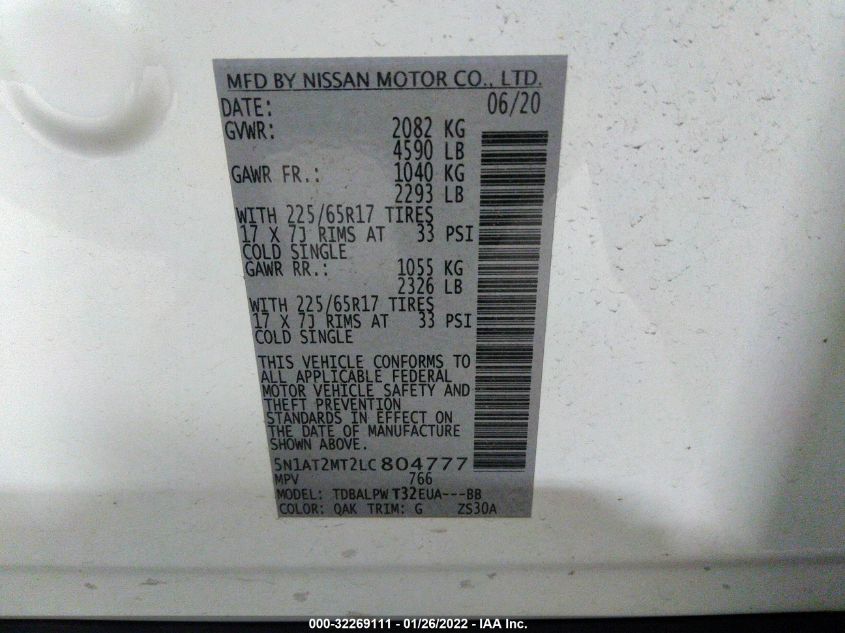 MFD BY NISSAN MOTOR CO., LTD.
DATE: 06/20
GVWR: 2082 KG
4590 LB
GAWR FR.: 1040 KG
2293 LB
WITH 225/65R17 TIRES
17 X 7J RIMS AT 33 PSI
COLD SINGLE
GAWR RR.: 1055 KG
2326 LB
WITH 225/65R17 TIRES
17 X 7J RIMS AT 33 PSI
COLD SINGLE
THIS VEHICLE CONFORMS TO
ALL APPLICABLE FEDERAL
MOTOR VEHICLE SAFETY AND
THEFT PREVENTION
STANDARDS IN EFFECT ON
THE DATE OF MANUFACTURE
SHOWN ABOVE.
5N1AT2MT2LC804777
MPV 766
MODEL: TDBALPW T32EUA---BB
COLOR: QAK TRIM: G ZS30A
000-32269111 - 01/26/2022 - IAA Inc.